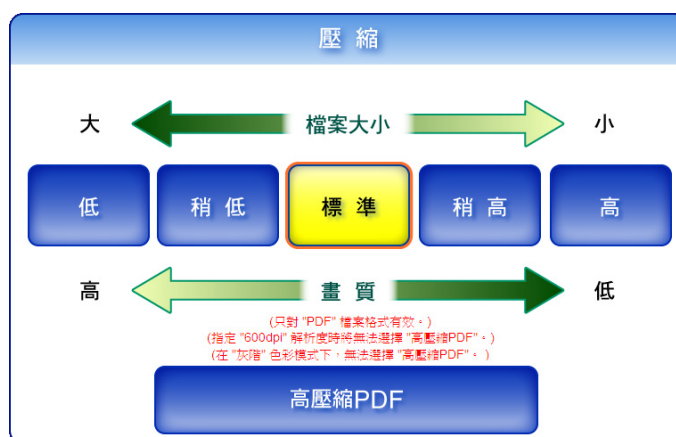 壓縮
大 檔案大小 小
低 稍低 標準 稍高 高
高 畫質 低
(只對 "PDF" 檔案格式有效。)
(指定 "600dpi" 解析度時將無法選擇 "高壓縮PDF"。)
(在 "灰階" 色彩模式下，無法選擇 "高壓縮PDF"。)
高壓縮PDF